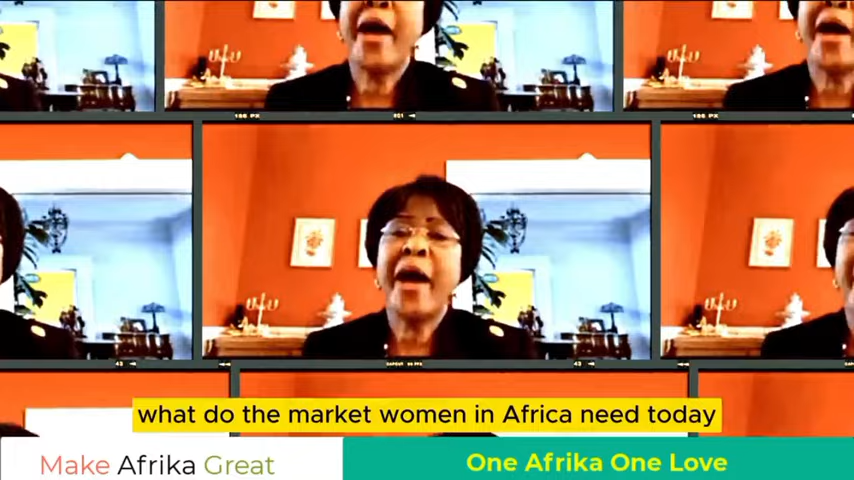 what do the market women in Africa need today
Make Afrika Great
One Afrika One Love